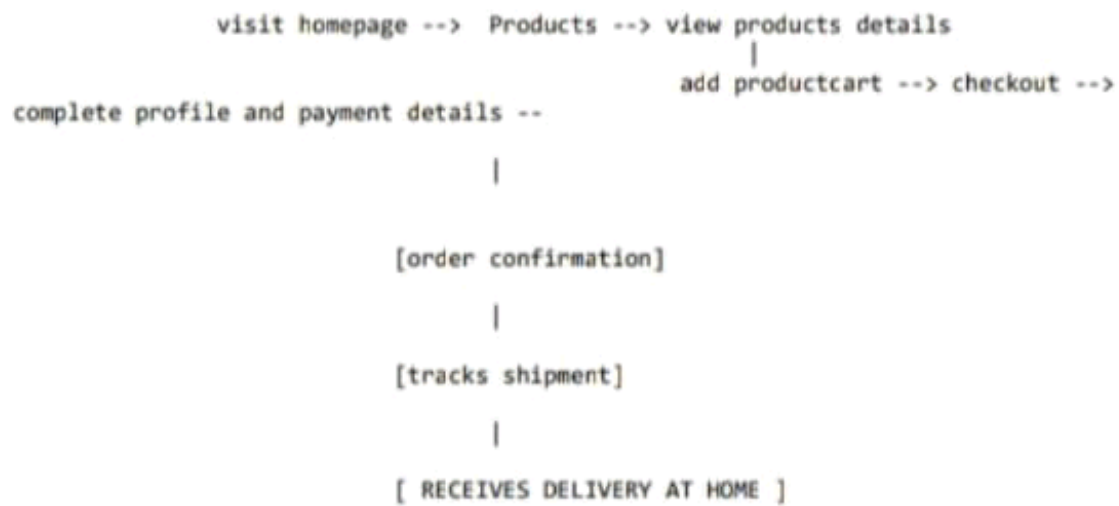 visit homepage --> Products --> view products details
|
add productcart --> checkout -->
complete profile and payment details --
|
[order confirmation]
|
[tracks shipment]
|
[ RECEIVES DELIVERY AT HOME ]